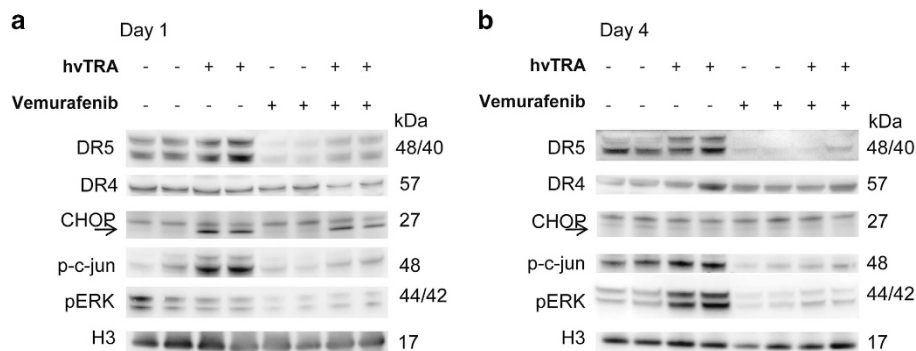 a
Day 1
hvTRA - - + + - - + +
Vemurafenib - - - - + + + +
kDa
DR5 48/40
DR4 57
CHOP 27
p-c-jun 48
pERK 44/42
H3 17
b
Day 4
hvTRA - - + + - - + +
Vemurafenib - - - - + + + +
kDa
DR5 48/40
DR4 57
CHOP 27
p-c-jun 48
pERK 44/42
H3 17